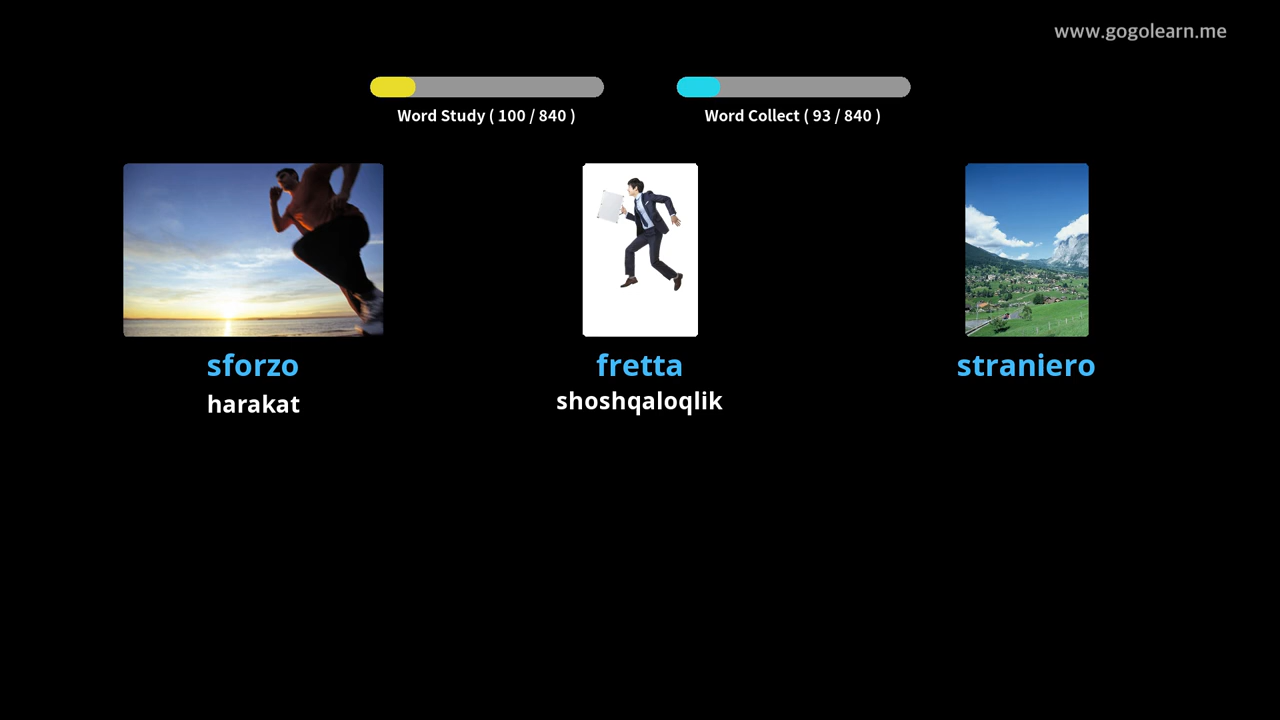 www.gogolearn.me
Word Study ( 100 / 840 )
Word Collect ( 93 / 840 )
sforzo
harakat
fretta
shoshqaloqlik
straniero